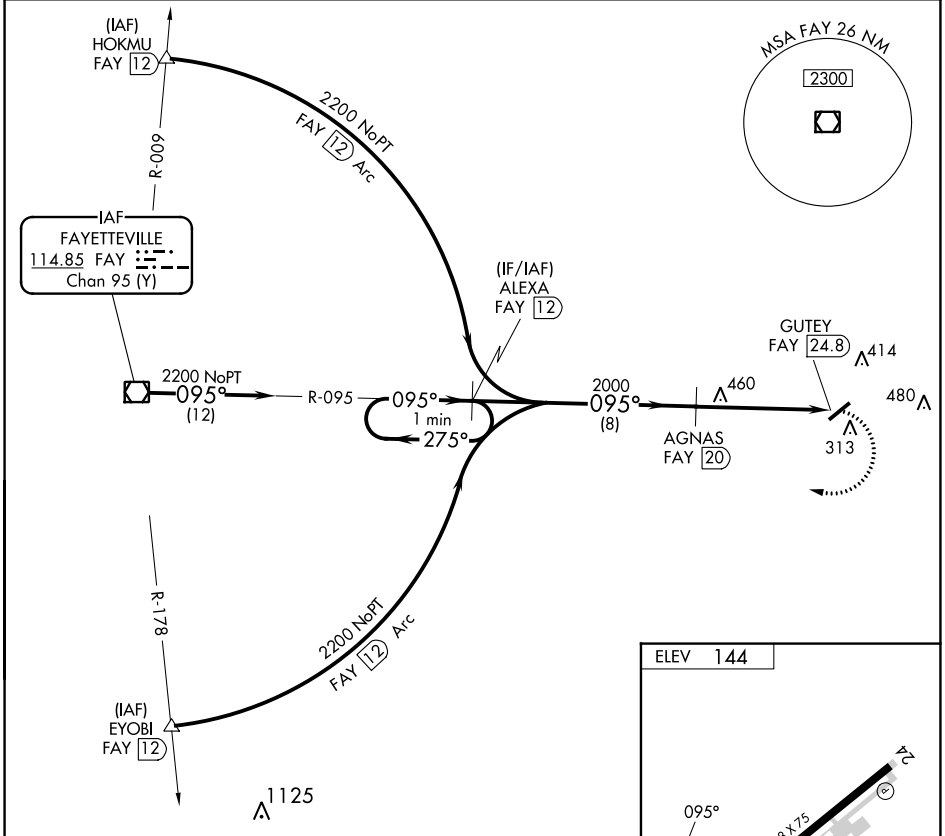 (IAF)
HOKMU
FAY 12
MSA FAY 26 NM
2300
2200 NoPT
FAY 12 Arc
R-009
IAF
FAYETTEVILLE
114.85 FAY
Chan 95 (Y)
(IF/IAF)
ALEXA
FAY 12
GUTEY
FAY 24.8
414
2200 NoPT
095°
(12)
R-095
095°
1 min
275°
2000
095°
(8)
460
480
AGNAS
FAY 20
313
R-178
2200 NoPT
FAY 12 Arc
(IAF)
EYOBI
FAY 12
1125
ELEV 144
24
P
095°
X 75